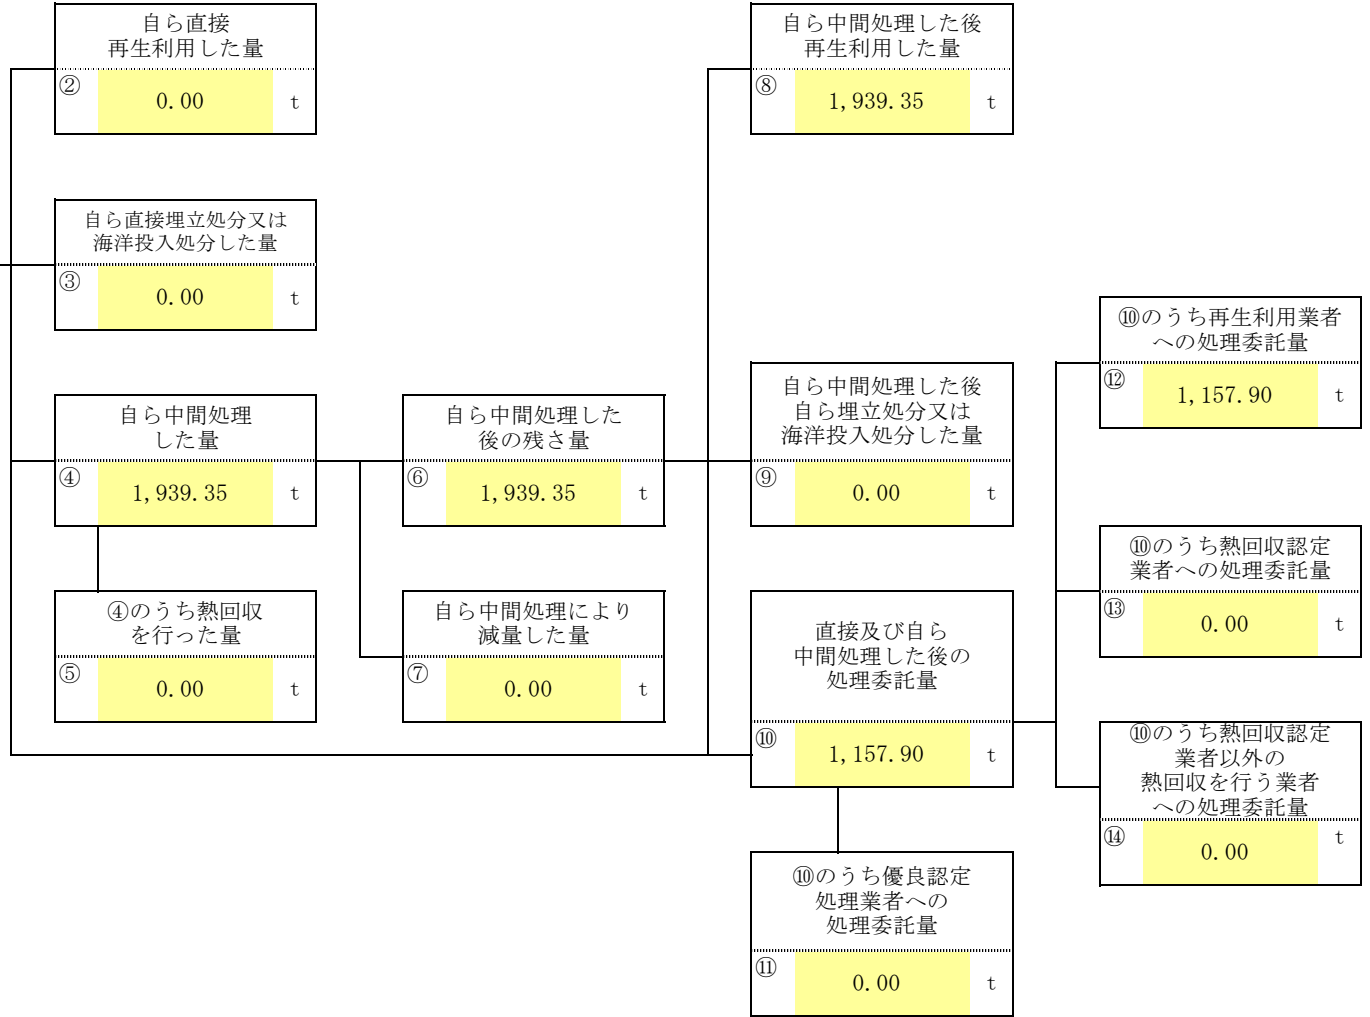 自ら直接
再生利用した量
②
0.00
t
自ら中間処理した後
再生利用した量
⑧
1,939.35
t
自ら直接埋立処分又は
海洋投入処分した量
③
0.00
t
⑩のうち再生利用業者
への処理委託量
⑫
1,157.90
t
自ら中間処理
した量
④
1,939.35
t
自ら中間処理した
後の残さ量
⑥
1,939.35
t
自ら中間処理した後
自ら埋立処分又は
海洋投入処分した量
⑨
0.00
t
⑩のうち熱回収認定
業者への処理委託量
⑬
0.00
t
④のうち熱回収
を行った量
⑤
0.00
t
自ら中間処理により
減量した量
⑦
0.00
t
直接及び自ら
中間処理した後の
処理委託量
⑩
1,157.90
t
⑩のうち熱回収認定
業者以外の
熱回収を行う業者
への処理委託量
⑭
0.00
t
⑩のうち優良認定
処理業者への
処理委託量
⑪
0.00
t